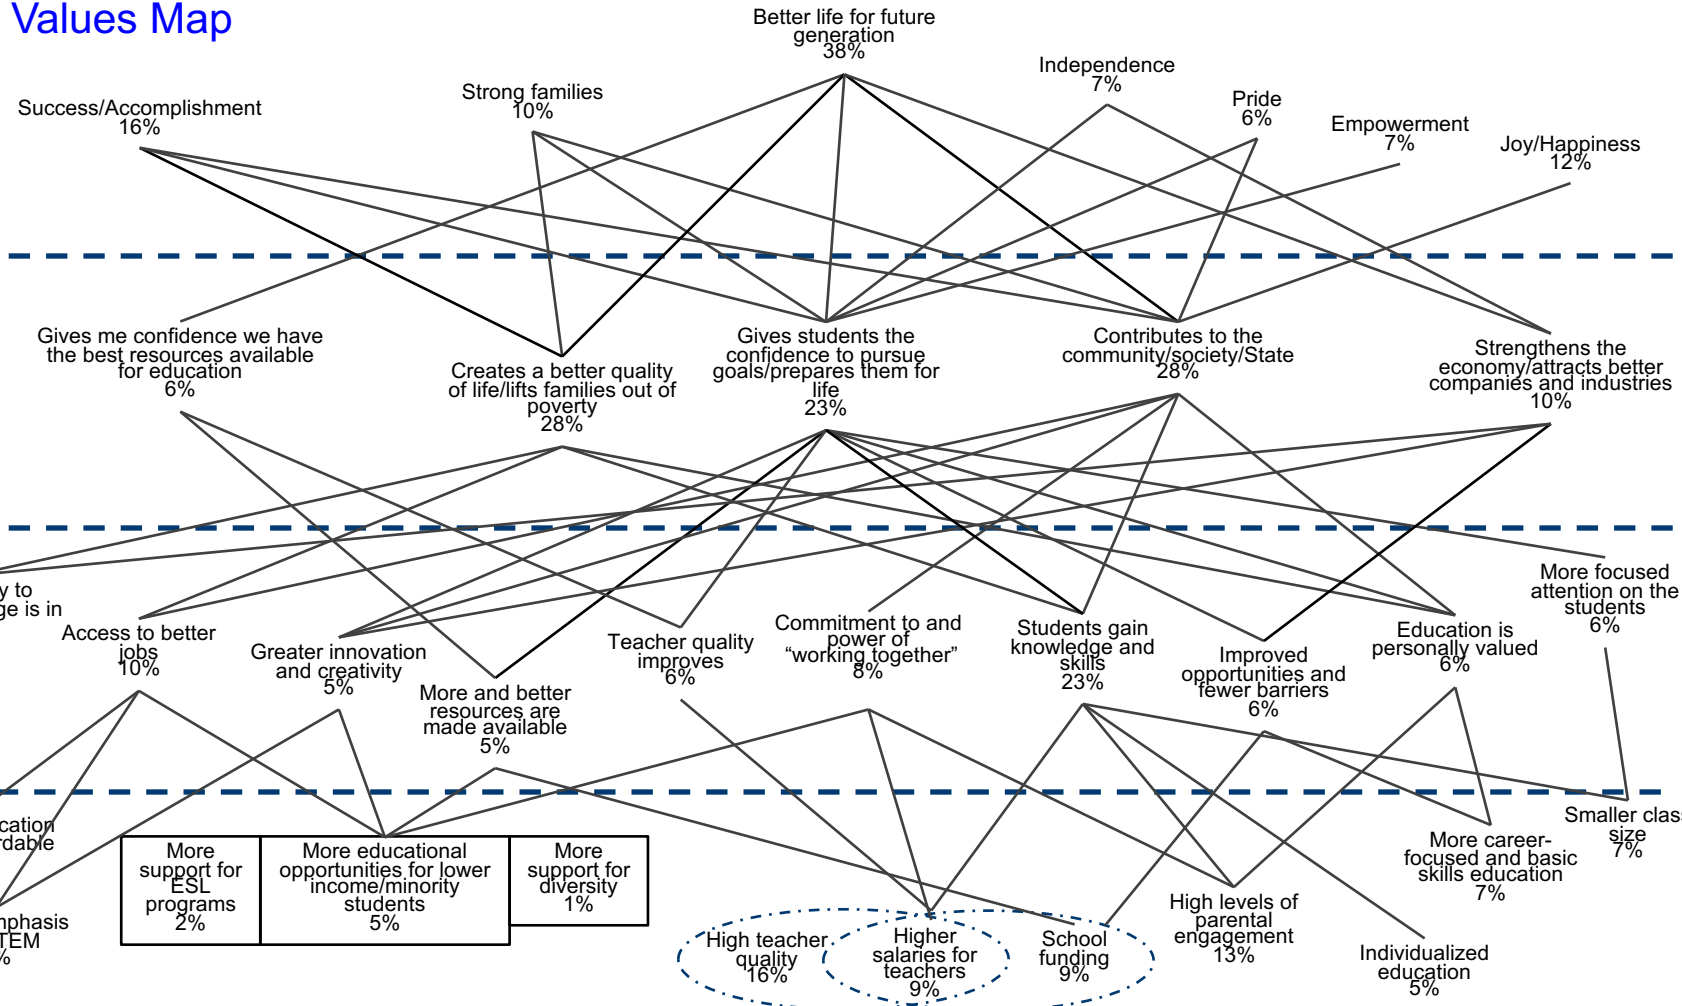 Values Map
Better life for future
generation
38%
Independence
7%
Strong families
10%
Pride
6%
Success/Accomplishment
16%
Empowerment
7%
Joy/Happiness
12%
Gives me confidence we have
the best resources available
for education
6%
Creates a better quality
of life/lifts families out of
poverty
28%
Gives students the
confidence to pursue
goals/prepares them for
life
23%
Contributes to the
community/society/State
28%
Strengthens the
economy/attracts better
companies and industries
10%
y to
ge is in
Access to better
jobs
10%
Greater innovation
and creativity
5%
More and better
resources are
made available
5%
Teacher quality
improves
6%
Commitment to and
power of
“working together”
8%
Students gain
knowledge and
skills
23%
Improved
opportunities and
fewer barriers
6%
Education is
personally valued
6%
More focused
attention on the
students
6%
cation
rdable
mphasis
TEM
%
More
support for
ESL
programs
2%
More educational
opportunities for lower
income/minority
students
5%
More
support for
diversity
1%
High teacher
quality
16%
Higher
salaries for
teachers
9%
School
funding
9%
High levels of
parental
engagement
13%
Individualized
education
5%
More career-
focused and basic
skills education
7%
Smaller clas
size
7%